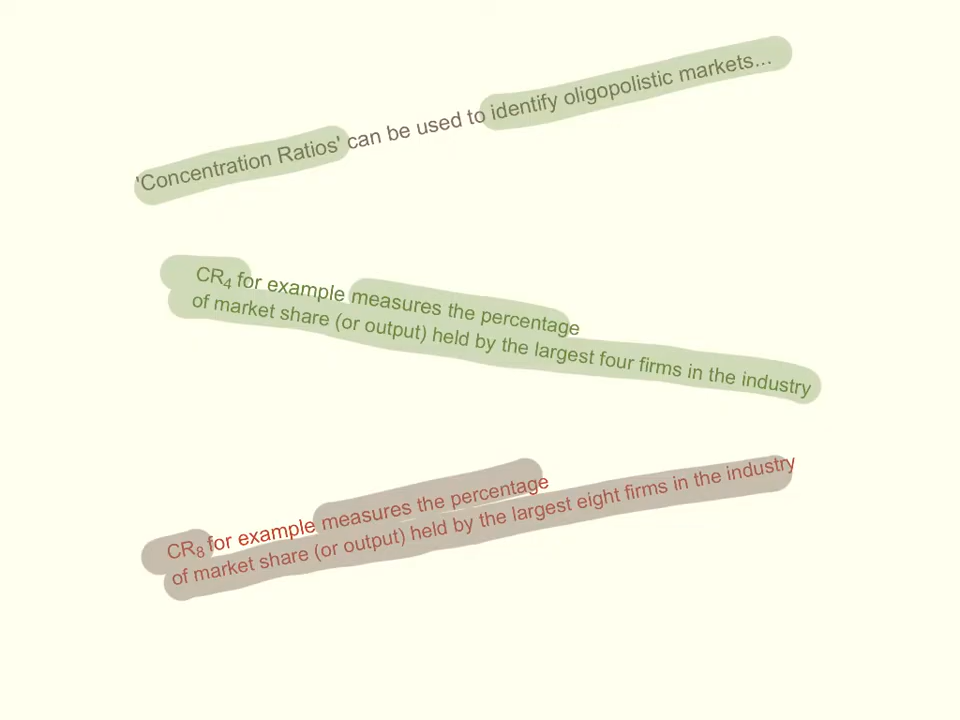 'Concentration Ratios' can be used to identify oligopolistic markets...
CR₄ for example measures the percentage
of market share (or output) held by the largest four firms in the industry
CR₈ for example measures the percentage
of market share (or output) held by the largest eight firms in the industry